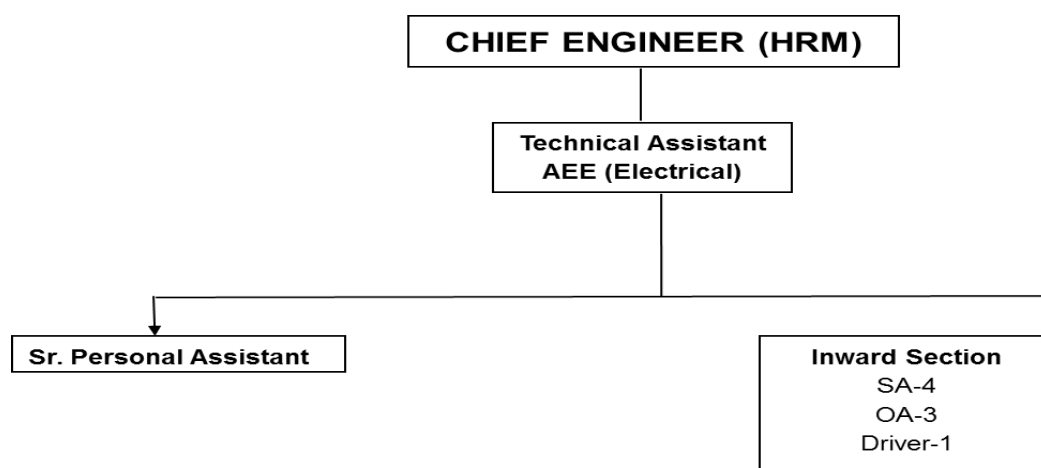 CHIEF ENGINEER (HRM)
Technical Assistant
AEE (Electrical)
Sr. Personal Assistant
Inward Section
SA-4
OA-3
Driver-1